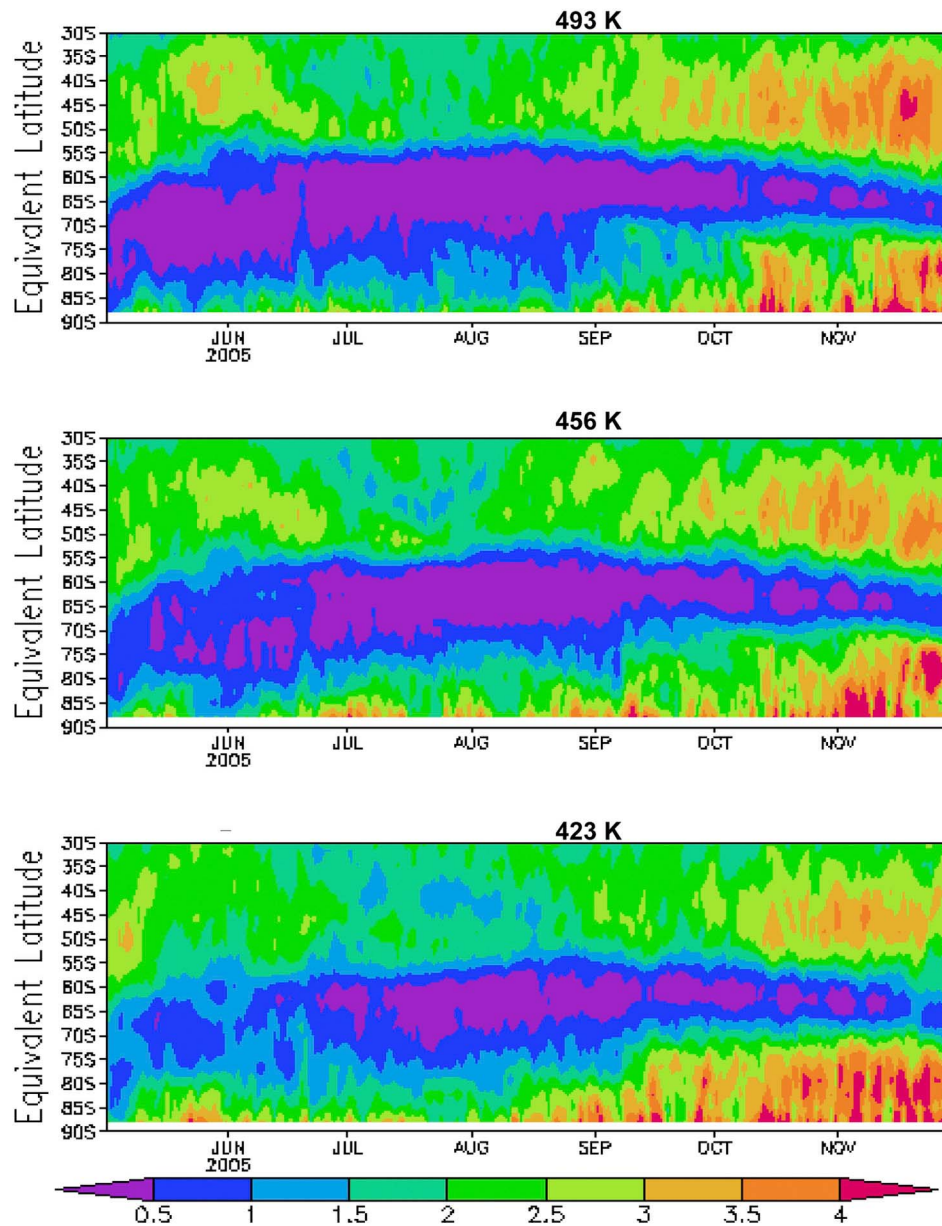 493 K
Equivalent Latitude
30S
35S
40S
45S
50S
55S
60S
65S
70S
75S
80S
85S
90S
JUN
2005
JUL
AUG
SEP
OCT
NOV
456 K
Equivalent Latitude
30S
35S
40S
45S
50S
55S
60S
65S
70S
75S
80S
85S
90S
JUN
2005
JUL
AUG
SEP
OCT
NOV
423 K
Equivalent Latitude
30S
35S
40S
45S
50S
55S
60S
65S
70S
75S
80S
85S
90S
JUN
2005
JUL
AUG
SEP
OCT
NOV
0.5 1 1.5 2 2.5 3 3.5 4